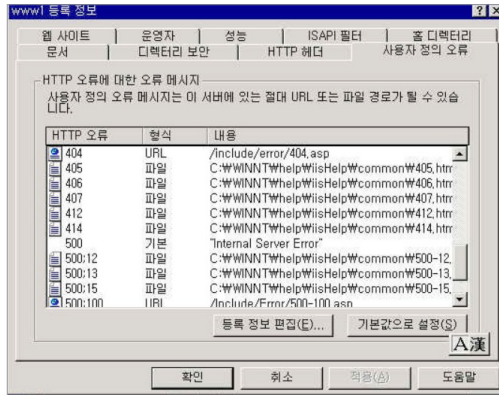 www1 등록 정보
웹 사이트 운영자 성능 ISAPI 필터 홈 디렉터리
문서 디렉터리 보안 HTTP 헤더 사용자 정의 오류
HTTP 오류에 대한 오류 메시지
사용자 정의 오류 메시지는 이 서버에 있는 절대 URL 또는 파일 경로가 될 수 있습
니다.
HTTP 오류 형식 내용
404 URL /include/error/404.asp
405 파일 C:₩WINNT₩help₩iisHelp₩common₩405.htm
406 파일 C:₩WINNT₩help₩iisHelp₩common₩406.htm
407 파일 C:₩WINNT₩help₩iisHelp₩common₩407.htm
412 파일 C:₩WINNT₩help₩iisHelp₩common₩412.htm
414 파일 C:₩WINNT₩help₩iisHelp₩common₩414.htm
500 기본 "Internal Server Error"
500;12 파일 C:₩WINNT₩help₩iisHelp₩common₩500-12.
500;13 파일 C:₩WINNT₩help₩iisHelp₩common₩500-13.
500;15 파일 C:₩WINNT₩help₩iisHelp₩common₩500-15.
500;100 URL /Include/Error/500-100.asp
등록 정보 편집(E)... 기본값으로 설정(S)
A漢
확인 취소 적용(A) 도움말